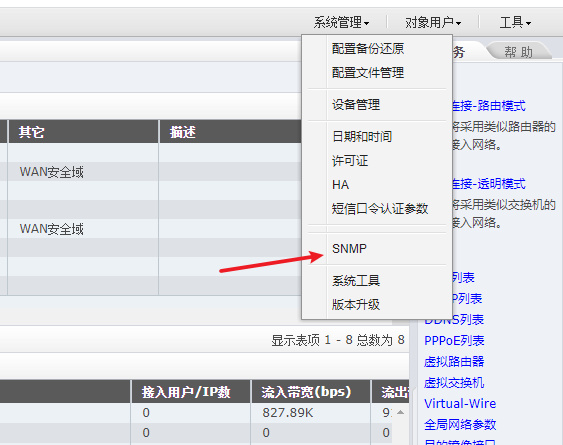 系统管理 对象用户 工具
配置备份还原
务 帮助
配置文件管理
设备管理
连接-路由模式
其它 描述
将采用类似路由器的
日期和时间
接入网络。
许可证
WAN安全域
HA
连接-透明模式
短信口令认证参数
将采用类似交换机的
接入网络。
WAN安全域
SNMP
列表
系统工具
P列表
版本升级
DDNS列表
显示表项 1 - 8 总数为 8
PPPoE列表
虚拟路由器
虚拟交换机
接入用户/IP数 流入带宽(bps) 流出
Virtual-Wire
0 827.89K 9
全局网络参数
0 0 0
目的镜像接口